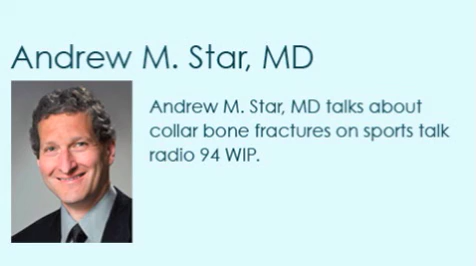 Andrew M. Star, MD
Andrew M. Star, MD talks about
collar bone fractures on sports talk
radio 94 WIP.